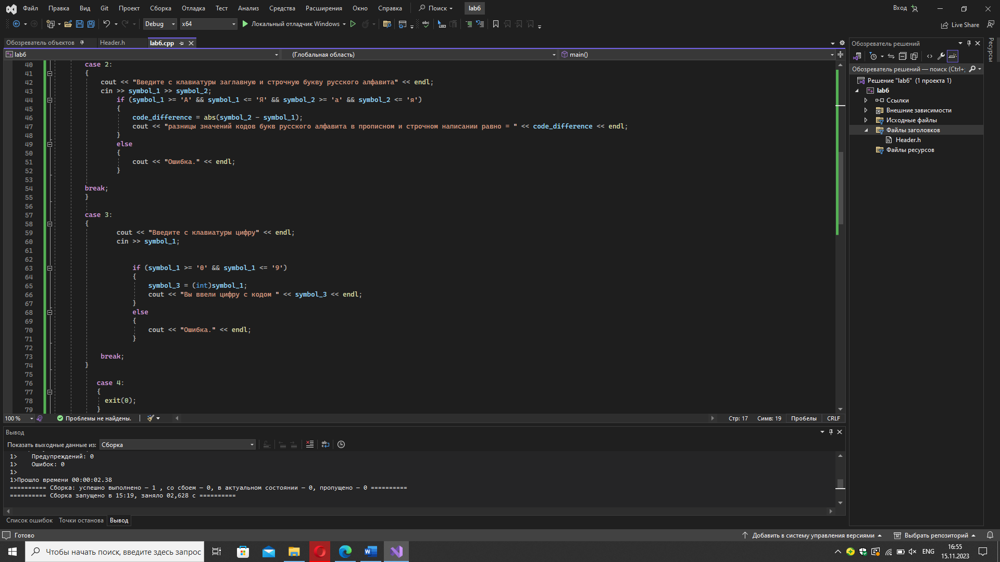 Файл Правка Вид Git Проект Сборка Отладка Тест Анализ Средства Расширения Окно Справка Поиск lab6 Вход
Debug x64 Локальный отладчик Windows Live Share
Обозреватель объектов Header.h lab6.cpp
lab6 (Глобальная область) main()
40 case 2:
41 {
42 cout << "Введите с клавиатуры заглавную и строчную букву русского алфавита" << endl;
43 cin >> symbol_1 >> symbol_2;
44 if (symbol_1 >= 'А' && symbol_1 <= 'Я' && symbol_2 >= 'а' && symbol_2 <= 'я')
45 {
46 code_difference = abs(symbol_2 - symbol_1);
47 cout << "разницы значений кодов букв русского алфавита в прописном и строчном написании равно = " << code_difference << endl;
48 }
49 else
50 {
51 cout << "Ошибка." << endl;
52 }
53
54 break;
55 }
56
57 case 3:
58 {
59 cout << "Введите с клавиатуры цифру" << endl;
60 cin >> symbol_1;
61
62
63 if (symbol_1 >= '0' && symbol_1 <= '9')
64 {
65 symbol_3 = (int)symbol_1;
66 cout << "Вы ввели цифру с кодом " << symbol_3 << endl;
67 }
68 else
69 {
70 cout << "Ошибка." << endl;
71 }
72
73 break;
74 }
75
76 case 4:
77 {
78 exit(0);
79 }
100 % Проблемы не найдены. Стр: 17 Симв: 19 Пробелы CRLF
Вывод
Показать выходные данные из: Сборка
1> Предупреждений: 0
1> Ошибок: 0
1>
1>Прошло времени 00:00:02.38
========== Сборка: успешно выполнено — 1 , со сбоем — 0, в актуальном состоянии — 0, пропущено — 0 ==========
========== Сборка запущено в 15:19, заняло 02,628 с ==========
Список ошибок Точки останова Вывод
Обозреватель решений
Обозреватель решений — поиск (Ctrl+;
Решение "lab6" (1 проекта 1)
lab6
Ссылки
Внешние зависимости
Исходные файлы
Файлы заголовков
Header.h
Файлы ресурсов
Ресурсы
Готово Добавить в систему управления версиями Выбрать репозиторий
Чтобы начать поиск, введите здесь запрос ENG 16:55
15.11.2023